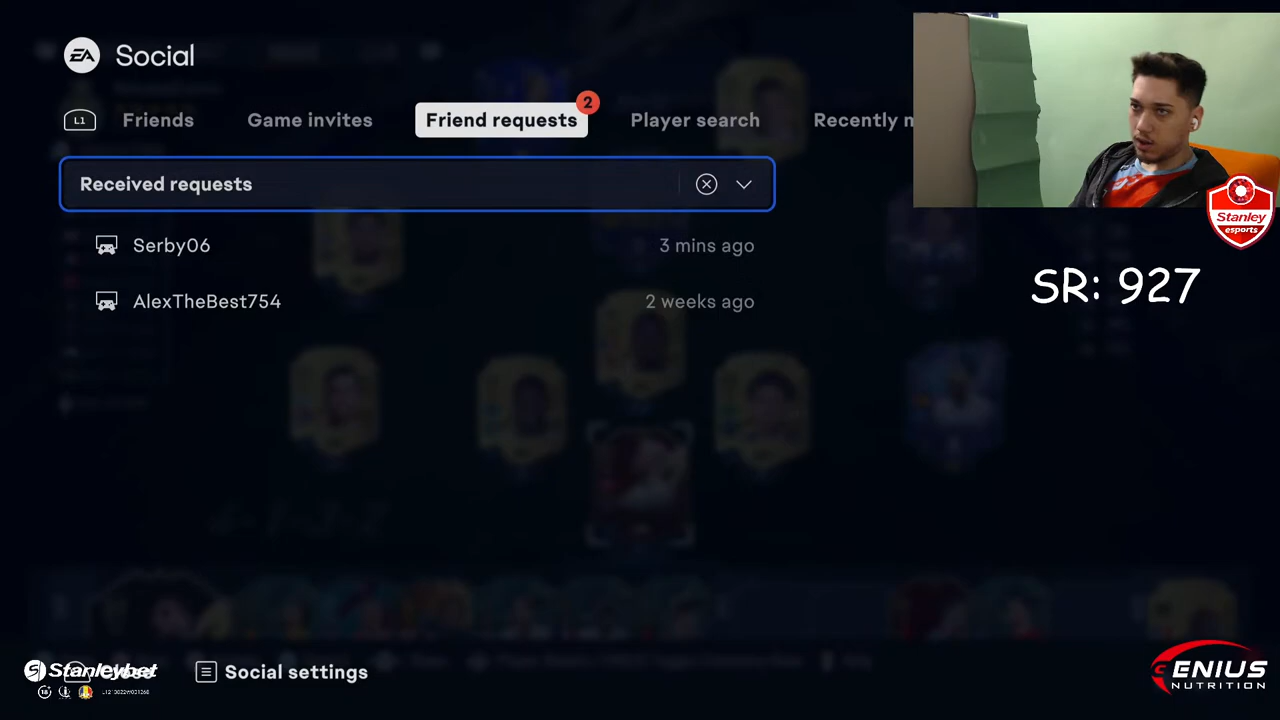 EA Social
L1 Friends Game invites Friend requests 2 Player search Recently m
Received requests
Serby06 3 mins ago
AlexTheBest754 2 weeks ago
Stanley
esports
SR: 927
Stanleybet
Social settings
GENIUS
NUTRITION